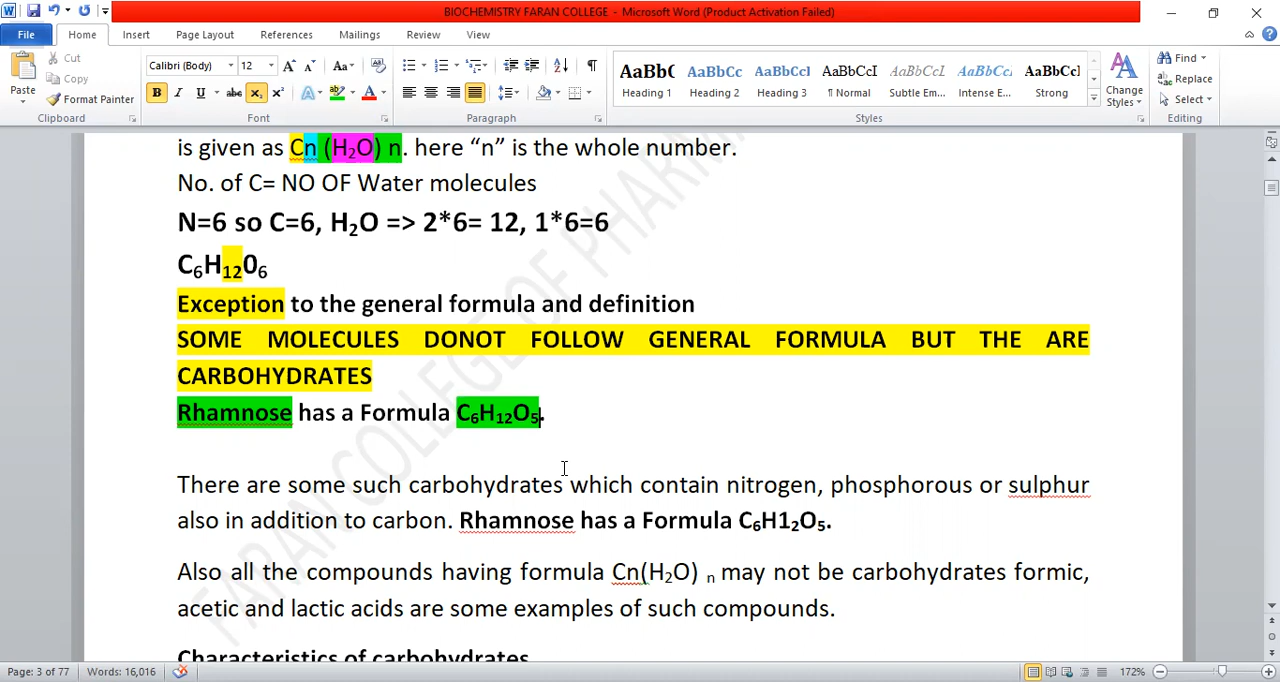 BIOCHEMISTRY FARAN COLLEGE - Microsoft Word (Product Activation Failed)
File Home Insert Page Layout References Mailings Review View
Paste
Cut
Copy
Format Painter
Clipboard
Calibri (Body) 12
Font
Paragraph
AaBbC AaBbCc AaBbCcI AaBbCcI AaBbCcL AaBbCcI AaBbCcI
Heading 1 Heading 2 Heading 3 ¶ Normal Subtle Em... Intense E... Strong
Styles
Change
Styles
Find
Replace
Select
Editing
is given as Cn (H₂O) n. here “n” is the whole number.
No. of C= NO OF Water molecules
N=6 so C=6, H₂O => 2*6= 12, 1*6=6
C₆H₁₂0₆
Exception to the general formula and definition
SOME MOLECULES DONOT FOLLOW GENERAL FORMULA BUT THE ARE
CARBOHYDRATES
Rhamnose has a Formula C₆H₁₂O₅.
There are some such carbohydrates which contain nitrogen, phosphorous or sulphur
also in addition to carbon. Rhamnose has a Formula C₆H1₂O₅.
Also all the compounds having formula Cn(H₂O) ₙ may not be carbohydrates formic,
acetic and lactic acids are some examples of such compounds.
Characteristics of carbohydrates
FARAN COLLEGE OF PHARM
Page: 3 of 77 Words: 16,016 172%